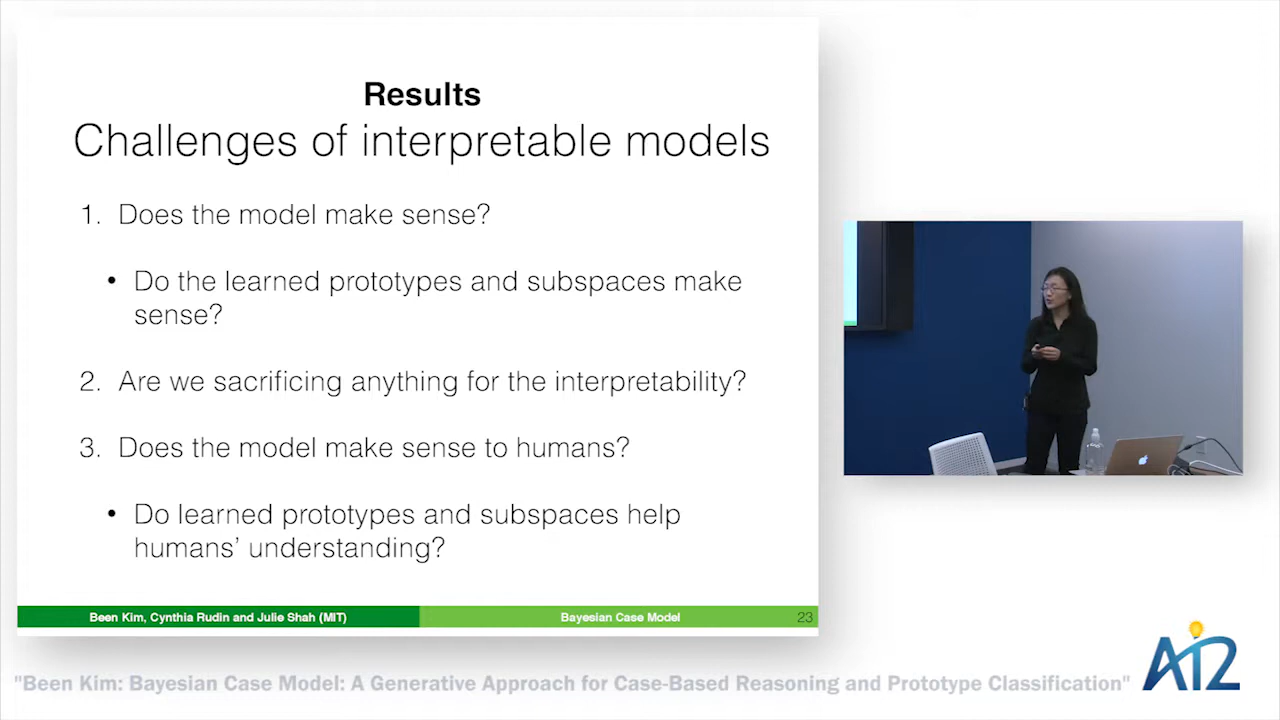 Results
Challenges of interpretable models
1. Does the model make sense?
• Do the learned prototypes and subspaces make
sense?
2. Are we sacrificing anything for the interpretability?
3. Does the model make sense to humans?
• Do learned prototypes and subspaces help
humans’ understanding?
Been Kim, Cynthia Rudin and Julie Shah (MIT)
Bayesian Case Model
23
"Been Kim: Bayesian Case Model: A Generative Approach for Case-Based Reasoning and Prototype Classification"
AI2